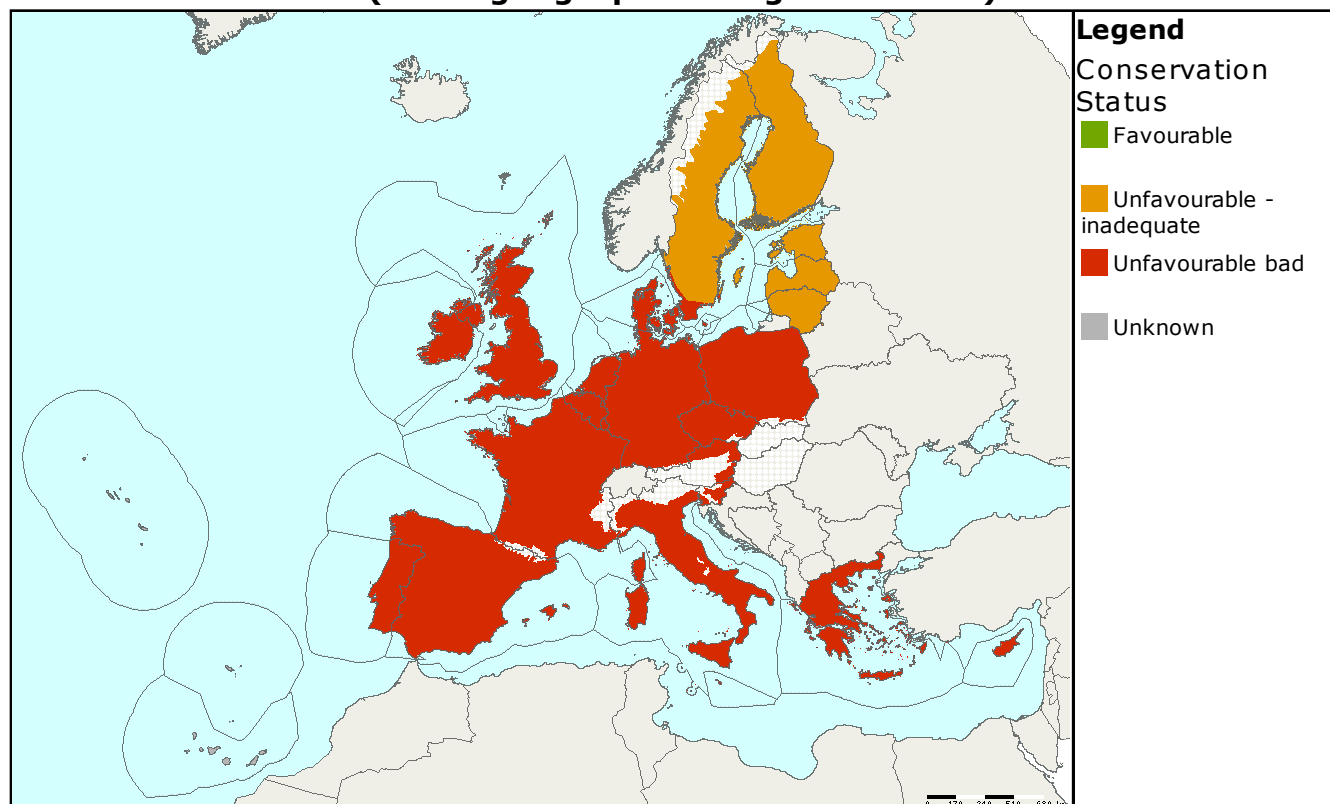 Legend
Conservation
Status
Favourable
Unfavourable -
inadequate
Unfavourable bad
Unknown